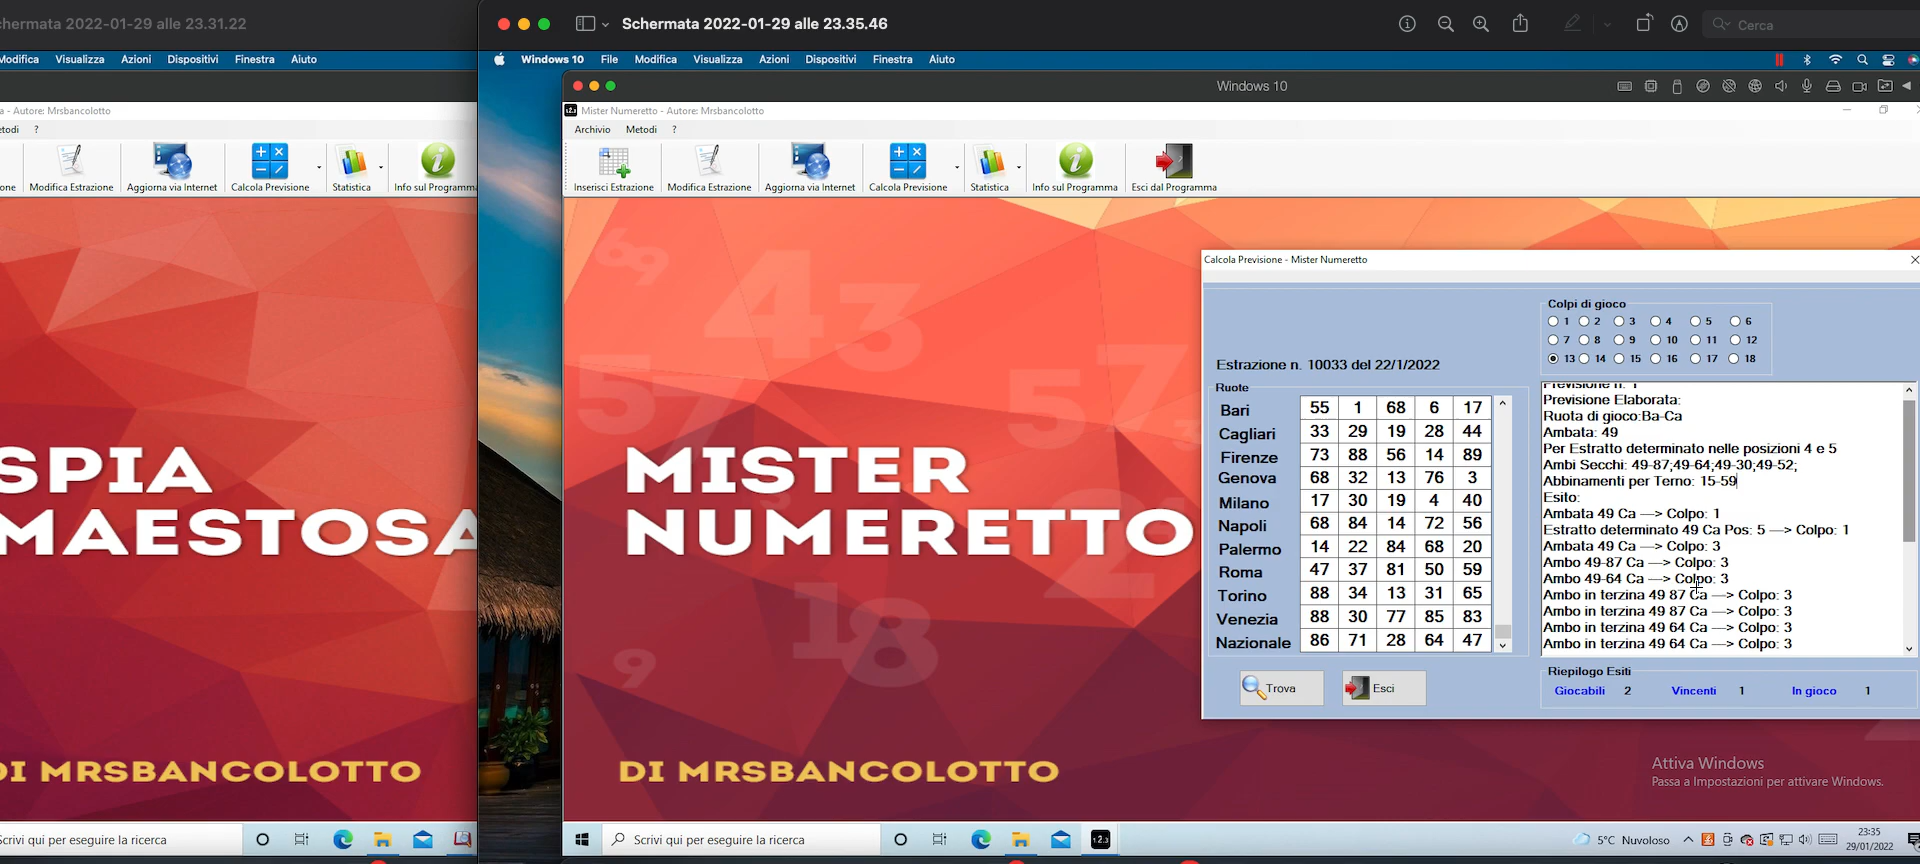 chermata 2022-01-29 alle 23.31.22
Modifica Visualizza Azioni Dispositivi Finestra Aiuto
a - Autore: Mrsbancolotto
etodi ?
one Modifica Estrazione Aggiorna via Internet Calcola Previsione Statistica Info sul Programma
SPIA
MAESTOSA
DI MRSBANCOLOTTO
Scrivi qui per eseguire la ricerca
Schermata 2022-01-29 alle 23.35.46
Cerca
Windows 10 File Modifica Visualizza Azioni Dispositivi Finestra Aiuto
Windows 10
Mister Numeretto - Autore: Mrsbancolotto
Archivio Metodi ?
Inserisci Estrazione Modifica Estrazione Aggiorna via Internet Calcola Previsione Statistica Info sul Programma Esci dal Programma
69
43
57
57
3
2
18
9
MISTER
NUMERETTO
DI MRSBANCOLOTTO
Calcola Previsione - Mister Numeretto
Estrazione n. 10033 del 22/1/2022
Ruote
Bari 55 1 68 6 17
Cagliari 33 29 19 28 44
Firenze 73 88 56 14 89
Genova 68 32 13 76 3
Milano 17 30 19 4 40
Napoli 68 84 14 72 56
Palermo 14 22 84 68 20
Roma 47 37 81 50 59
Torino 88 34 13 31 65
Venezia 88 30 77 85 83
Nazionale 86 71 28 64 47
Trova Esci
Colpi di gioco
1 2 3 4 5 6
7 8 9 10 11 12
13 14 15 16 17 18
Previsione n. 1
Previsione Elaborata:
Ruota di gioco:Ba-Ca
Ambata: 49
Per Estratto determinato nelle posizioni 4 e 5
Ambi Secchi: 49-87;49-64;49-30;49-52;
Abbinamenti per Terno: 15-59
Esito:
Ambata 49 Ca ---> Colpo: 1
Estratto determinato 49 Ca Pos: 5 ---> Colpo: 1
Ambata 49 Ca ---> Colpo: 3
Ambo 49-87 Ca ---> Colpo: 3
Ambo 49-64 Ca ---> Colpo: 3
Ambo in terzina 49 87 Ca ---> Colpo: 3
Ambo in terzina 49 87 Ca ---> Colpo: 3
Ambo in terzina 49 64 Ca ---> Colpo: 3
Ambo in terzina 49 64 Ca ---> Colpo: 3
Riepilogo Esiti
Giocabili 2 Vincenti 1 In gioco 1
Attiva Windows
Passa a Impostazioni per attivare Windows.
Scrivi qui per eseguire la ricerca
1.2.3
5°C Nuvoloso
23:35
29/01/2022